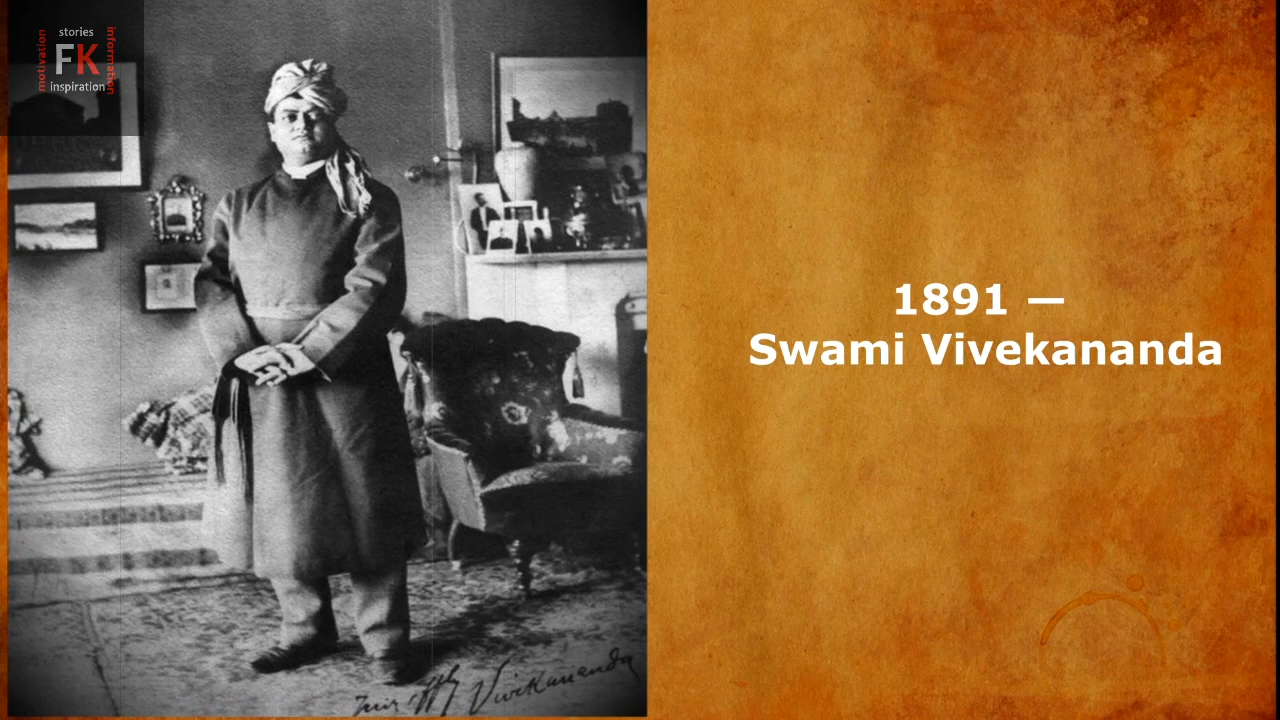 stories
motivation
FK
information
inspiration
1891 —
Swami Vivekananda
Vivekananda